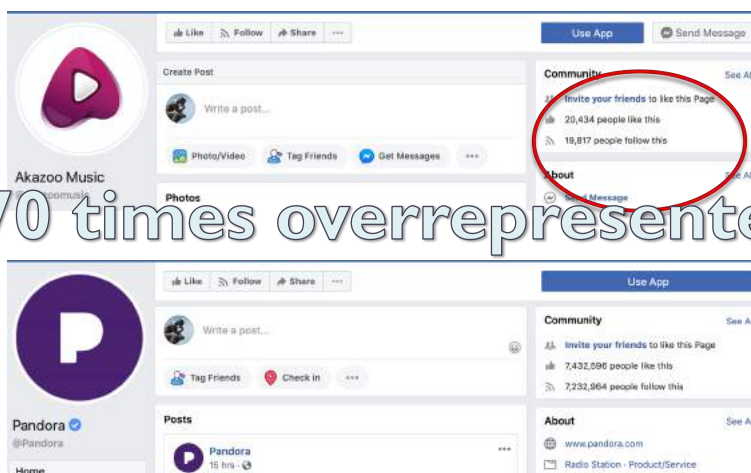 Like Follow Share ...
Use App Send Message
Create Post
Write a post...
Photo/Video Tag Friends Get Messages ...
Akazoo Music
Photos
Community See Al
Invite your friends to like this Page
20,434 people like this
19,817 people follow this
About See Al
Send Message
70 times overrepresente
Like Follow Share ...
Use App
Write a post...
Tag Friends Check in ...
Pandora
@Pandora
Home
Posts
Pandora ...
15 hrs
Community See A
Invite your friends to like this Page
7,432,596 people like this
7,232,964 people follow this
About See A
www.pandora.com
Radio Station · Product/Service